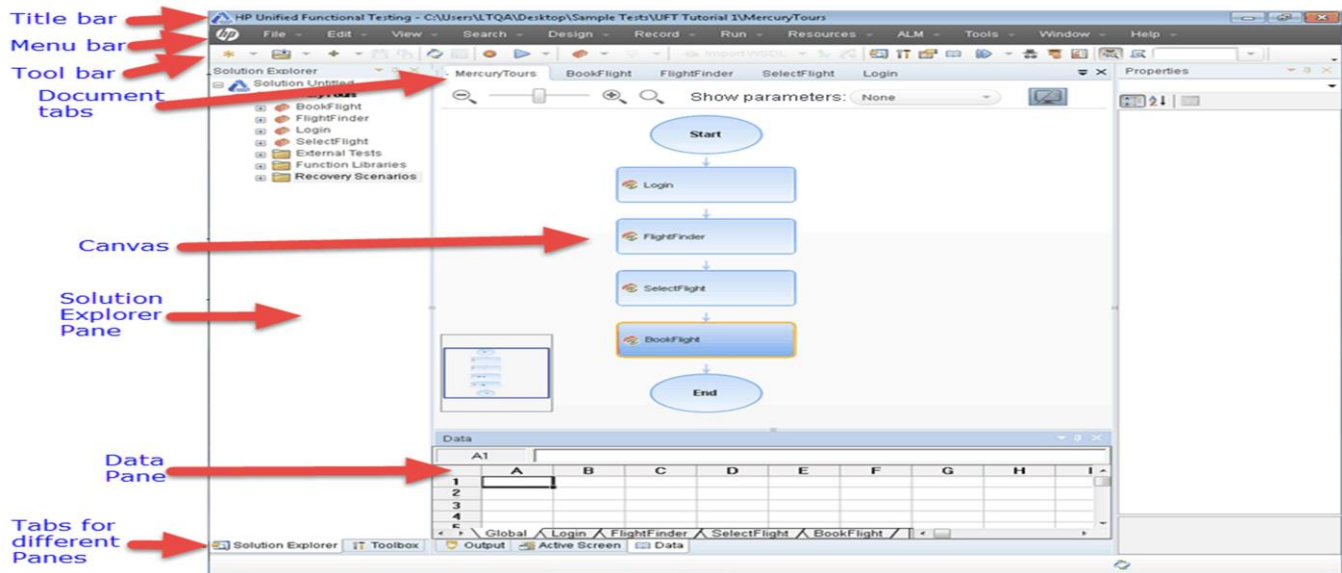 Title bar
HP Unified Functional Testing - C:\Users\LTQA\Desktop\Sample Tests\UFT Tutorial 1\MercuryTours
Menu bar
hp File Edit View Search Design Record Run Resources ALM Tools Window Help
Tool bar
Import WSDL
Solution Explorer
Document tabs
MercuryTours BookFlight FlightFinder SelectFlight Login
Properties
Solution Untitled
BookFlight
FlightFinder
Login
SelectFlight
External Tests
Function Libraries
Recovery Scenarios
Show parameters: None
Start
Login
FlightFinder
SelectFlight
BookFlight
End
Canvas
Solution
Explorer
Pane
Data
A1
Data
Pane
A B C D E F G H I
1
2
3
4
5
Global Login FlightFinder SelectFlight BookFlight
Tabs for
different
Panes
Solution Explorer Toolbox Output Active Screen Data